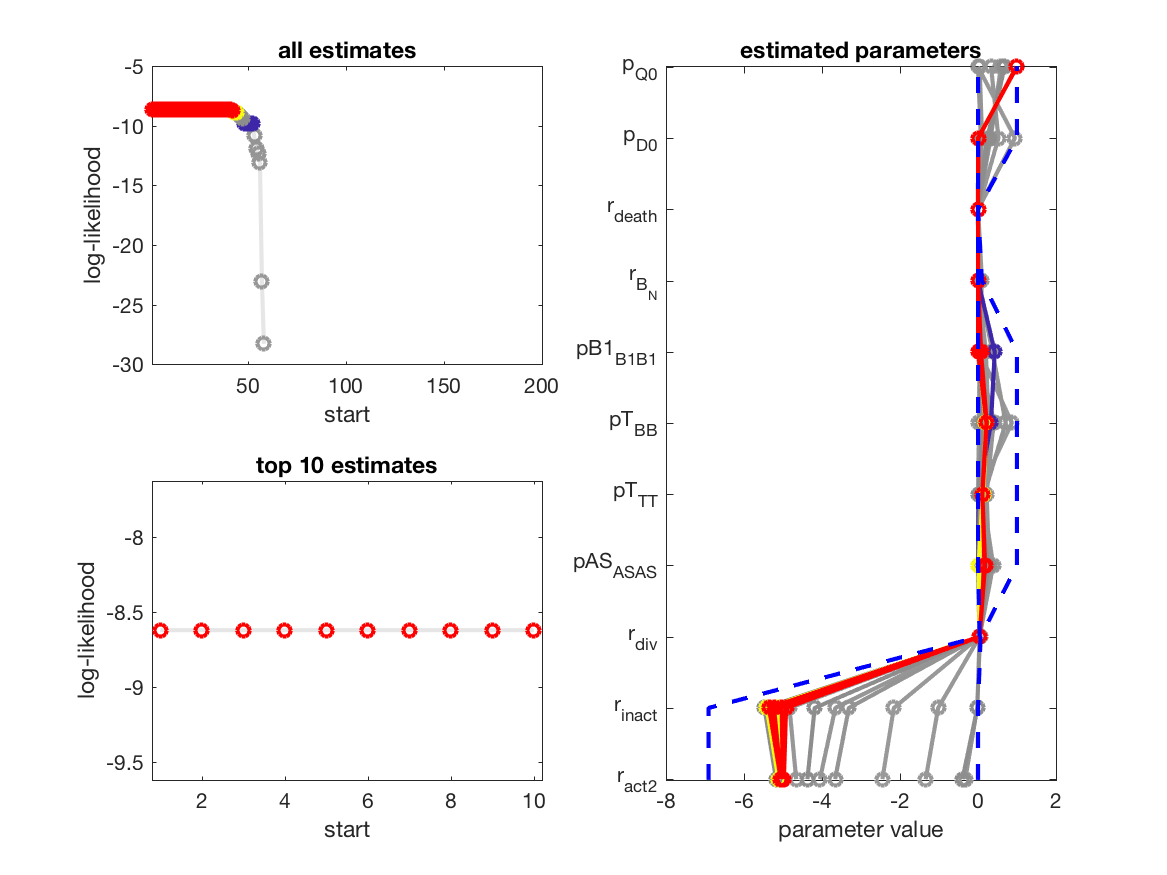 all estimates
-5
-10
-15
-20
-25
-30
log-likelihood
50
100
150
200
start
top 10 estimates
-8
-8.5
-9
-9.5
log-likelihood
2
4
6
8
10
start
estimated parameters
pQ0
pD0
rdeath
rBN
pB1B1B1
pTBB
pTTT
pASASAS
rdiv
rinact
ract2
-8
-6
-4
-2
0
2
parameter value